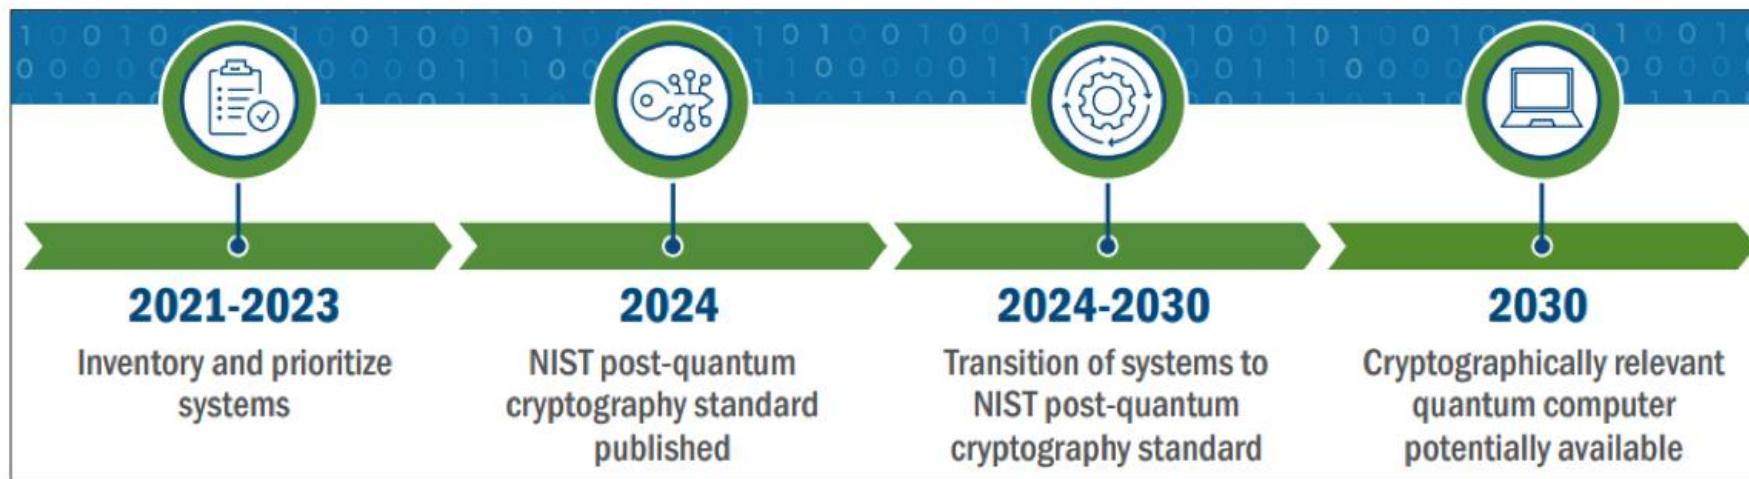 2021-2023
Inventory and prioritize
systems
2024
NIST post-quantum
cryptography standard
published
2024-2030
Transition of systems to
NIST post-quantum
cryptography standard
2030
Cryptographically relevant
quantum computer
potentially available